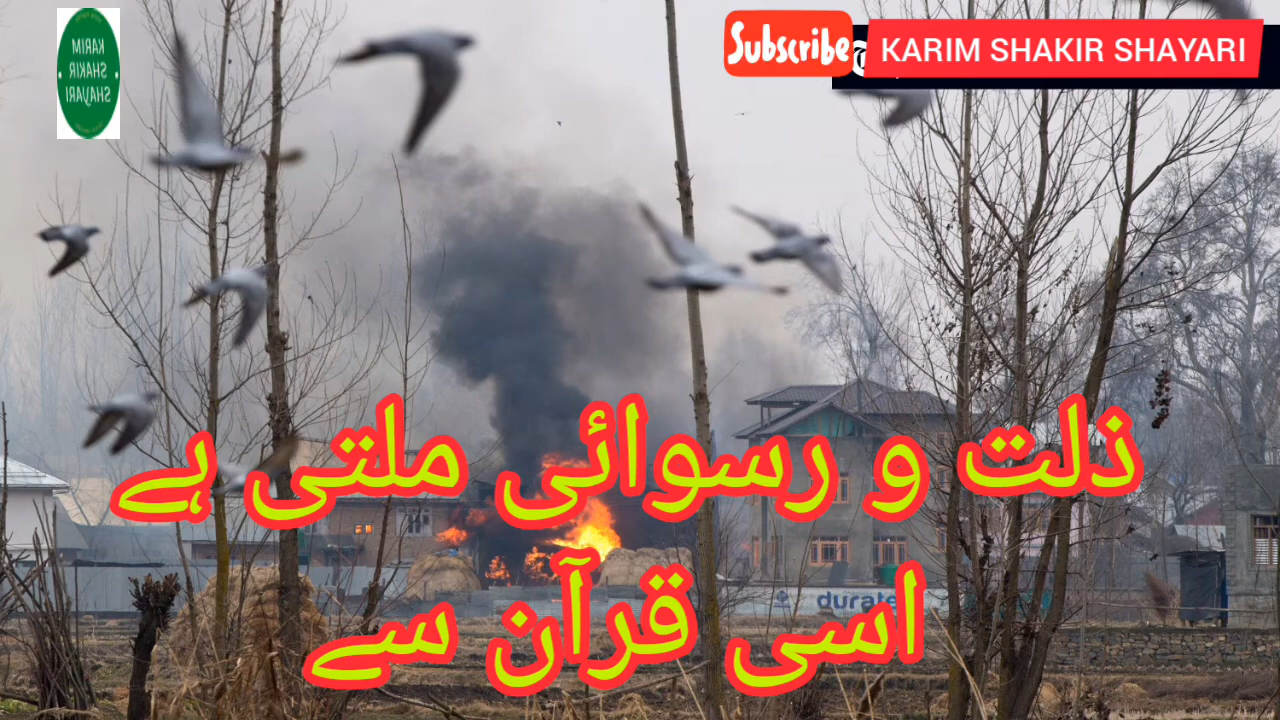 KARIM
SHAKIR
SHAYARI
Subscribe
KARIM SHAKIR SHAYARI
ذلت و رسوائی ملتی ہے
اسی قرآن سے